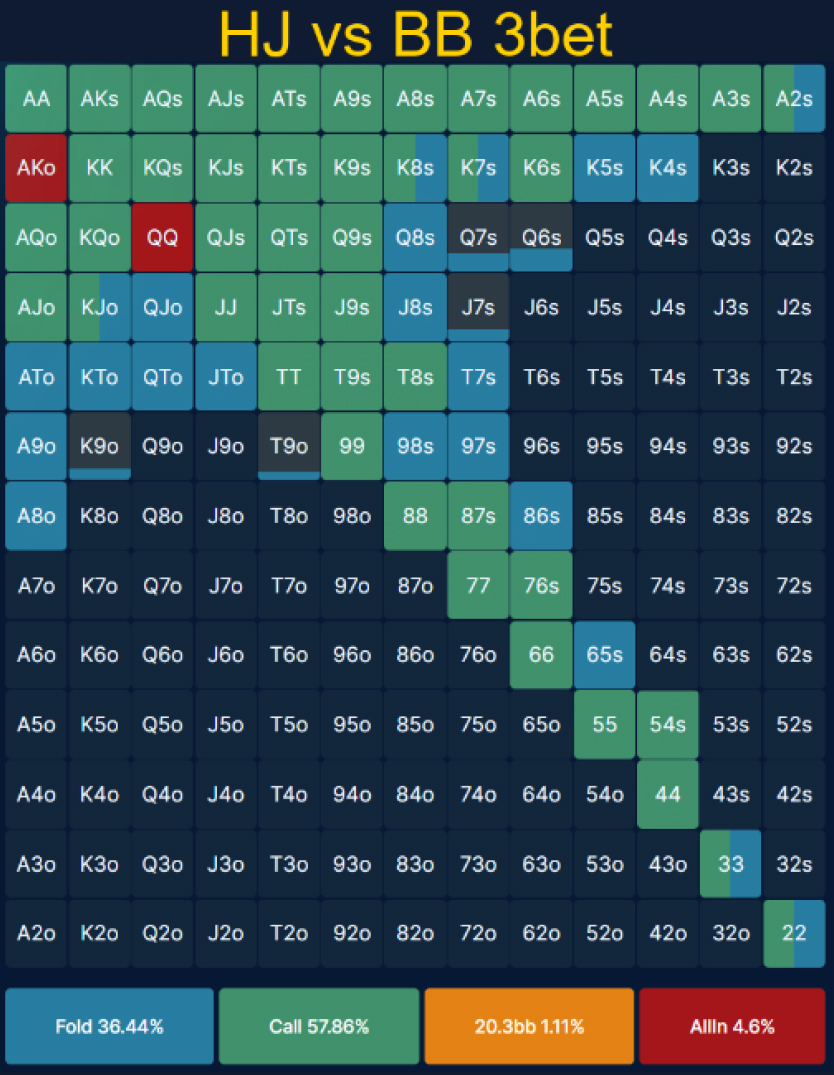 HJ vs BB 3bet
AA AKs AQs AJs ATs A9s A8s A7s A6s A5s A4s A3s A2s
AKo KK KQs KJs KTs K9s K8s K7s K6s K5s K4s K3s K2s
AQo KQo QQ QJs QTs Q9s Q8s Q7s Q6s Q5s Q4s Q3s Q2s
AJo KJo QJo JJ JTs J9s J8s J7s J6s J5s J4s J3s J2s
ATo KTo QTo JTo TT T9s T8s T7s T6s T5s T4s T3s T2s
A9o K9o Q9o J9o T9o 99 98s 97s 96s 95s 94s 93s 92s
A8o K8o Q8o J8o T8o 98o 88 87s 86s 85s 84s 83s 82s
A7o K7o Q7o J7o T7o 97o 87o 77 76s 75s 74s 73s 72s
A6o K6o Q6o J6o T6o 96o 86o 76o 66 65s 64s 63s 62s
A5o K5o Q5o J5o T5o 95o 85o 75o 65o 55 54s 53s 52s
A4o K4o Q4o J4o T4o 94o 84o 74o 64o 54o 44 43s 42s
A3o K3o Q3o J3o T3o 93o 83o 73o 63o 53o 43o 33 32s
A2o K2o Q2o J2o T2o 92o 82o 72o 62o 52o 42o 32o 22
Fold 36.44% Call 57.86% 20.3bb 1.11% AllIn 4.6%